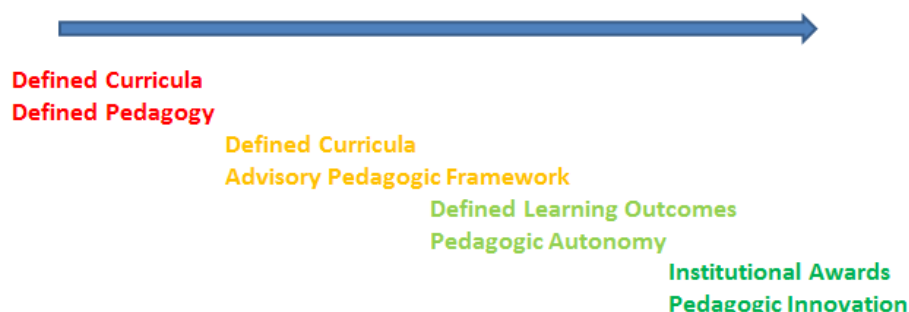 Defined Curricula
Defined Pedagogy
Defined Curricula
Advisory Pedagogic Framework
Defined Learning Outcomes
Pedagogic Autonomy
Institutional Awards
Pedagogic Innovation